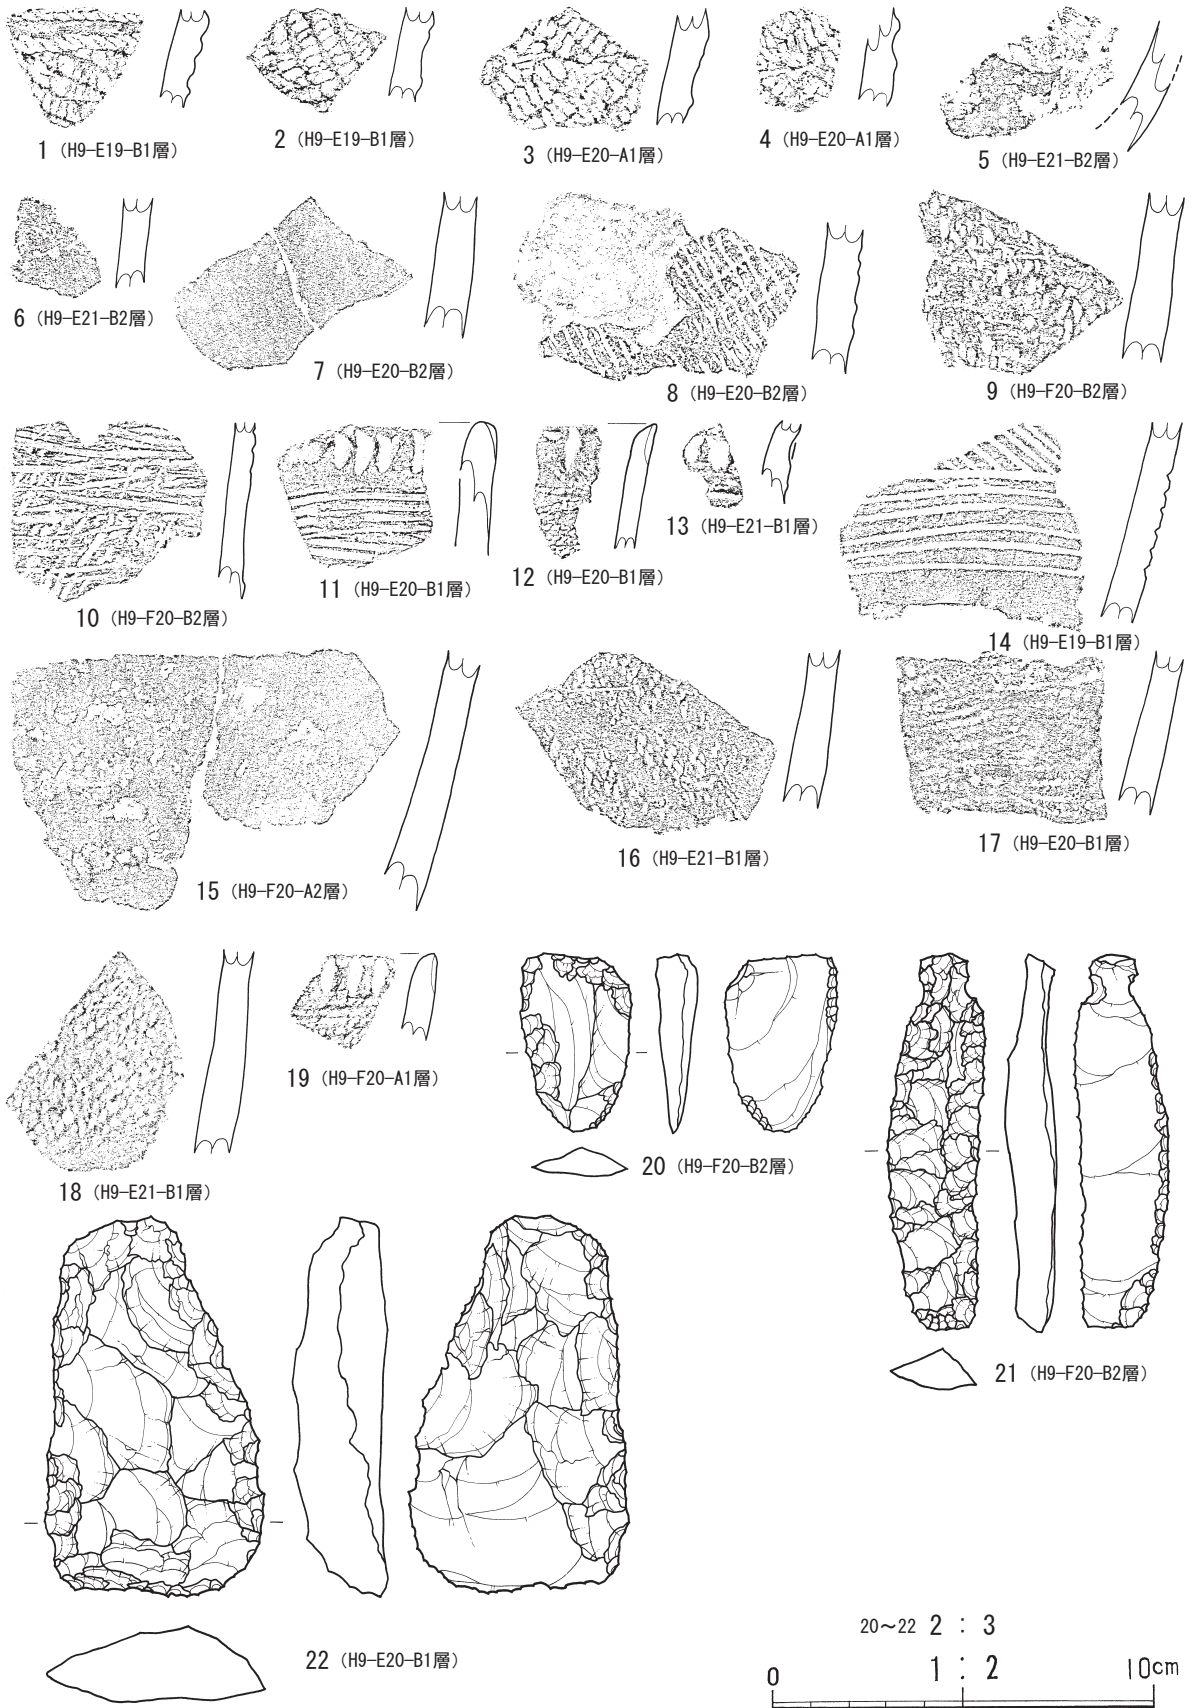 1 (H9-E19-B1層)
2 (H9-E19-B1層)
3 (H9-E20-A1層)
4 (H9-E20-A1層)
5 (H9-E21-B2層)
6 (H9-E21-B2層)
7 (H9-E20-B2層)
8 (H9-E20-B2層)
9 (H9-F20-B2層)
10 (H9-F20-B2層)
11 (H9-E20-B1層)
12 (H9-E20-B1層)
13 (H9-E21-B1層)
14 (H9-E19-B1層)
15 (H9-F20-A2層)
16 (H9-E21-B1層)
17 (H9-E20-B1層)
18 (H9-E21-B1層)
19 (H9-F20-A1層)
20 (H9-F20-B2層)
21 (H9-F20-B2層)
22 (H9-E20-B1層)
20～22 2 : 3
1 : 2
0 10cm